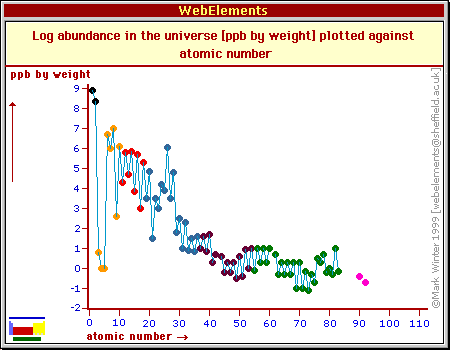 WebElements
Log abundance in the universe [ppb by weight] plotted against
atomic number
ppb by weight
9
8
7
6
5
4
3
2
1
0
-1
-2
0 10 20 30 40 50 60 70 80 90 100 110
atomic number →
©Mark Winter 1999 [webelements@sheffield.ac.uk]